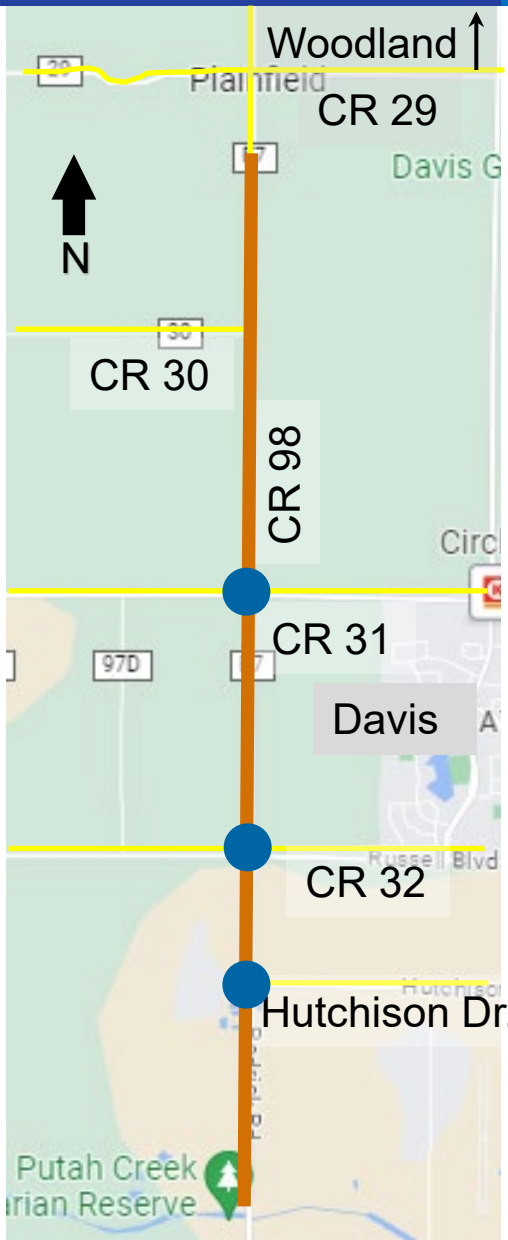 Woodland
29
Plainfield
CR 29
Davis G
N
30
CR 30
CR 98
Circ
K
CR 31
97D
Davis
A
Russell Blvd
CR 32
Hutchison
Hutchison Dr.
Putah Creek
arian Reserve